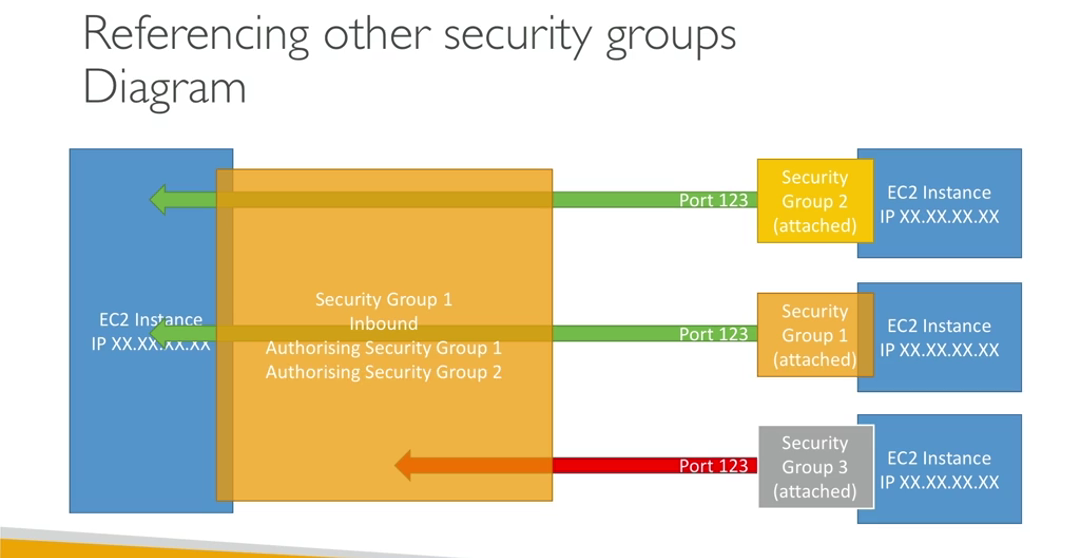 Referencing other security groups
Diagram
EC2 Instance
IP XX.XX.XX.XX
Security Group 1
Inbound
Authorising Security Group 1
Authorising Security Group 2
Port 123
Security
Group 2
(attached)
EC2 Instance
IP XX.XX.XX.XX
Port 123
Security
Group 1
(attached)
EC2 Instance
IP XX.XX.XX.XX
Port 123
Security
Group 3
(attached)
EC2 Instance
IP XX.XX.XX.XX